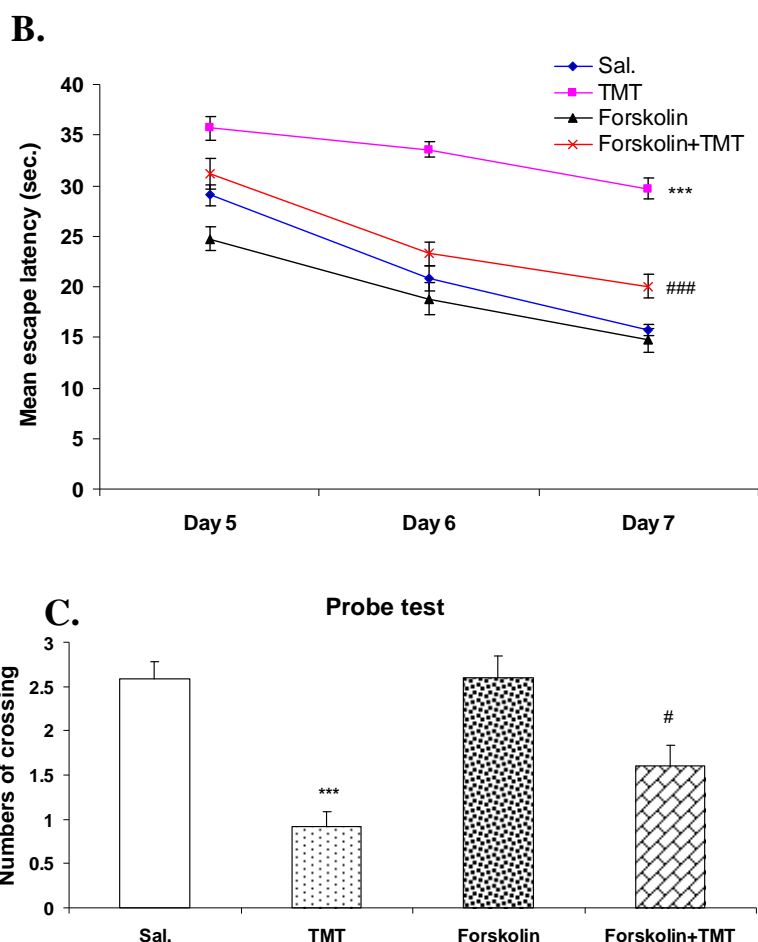 B.
Sal.
TMT
Forskolin
Forskolin+TMT
Mean escape latency (sec.)
40
35
30
25
20
15
10
5
0
***
###
Day 5 Day 6 Day 7
C.
Probe test
Numbers of crossing
3
2.5
2
1.5
1
0.5
0
***
#
Sal. TMT Forskolin Forskolin+TMT